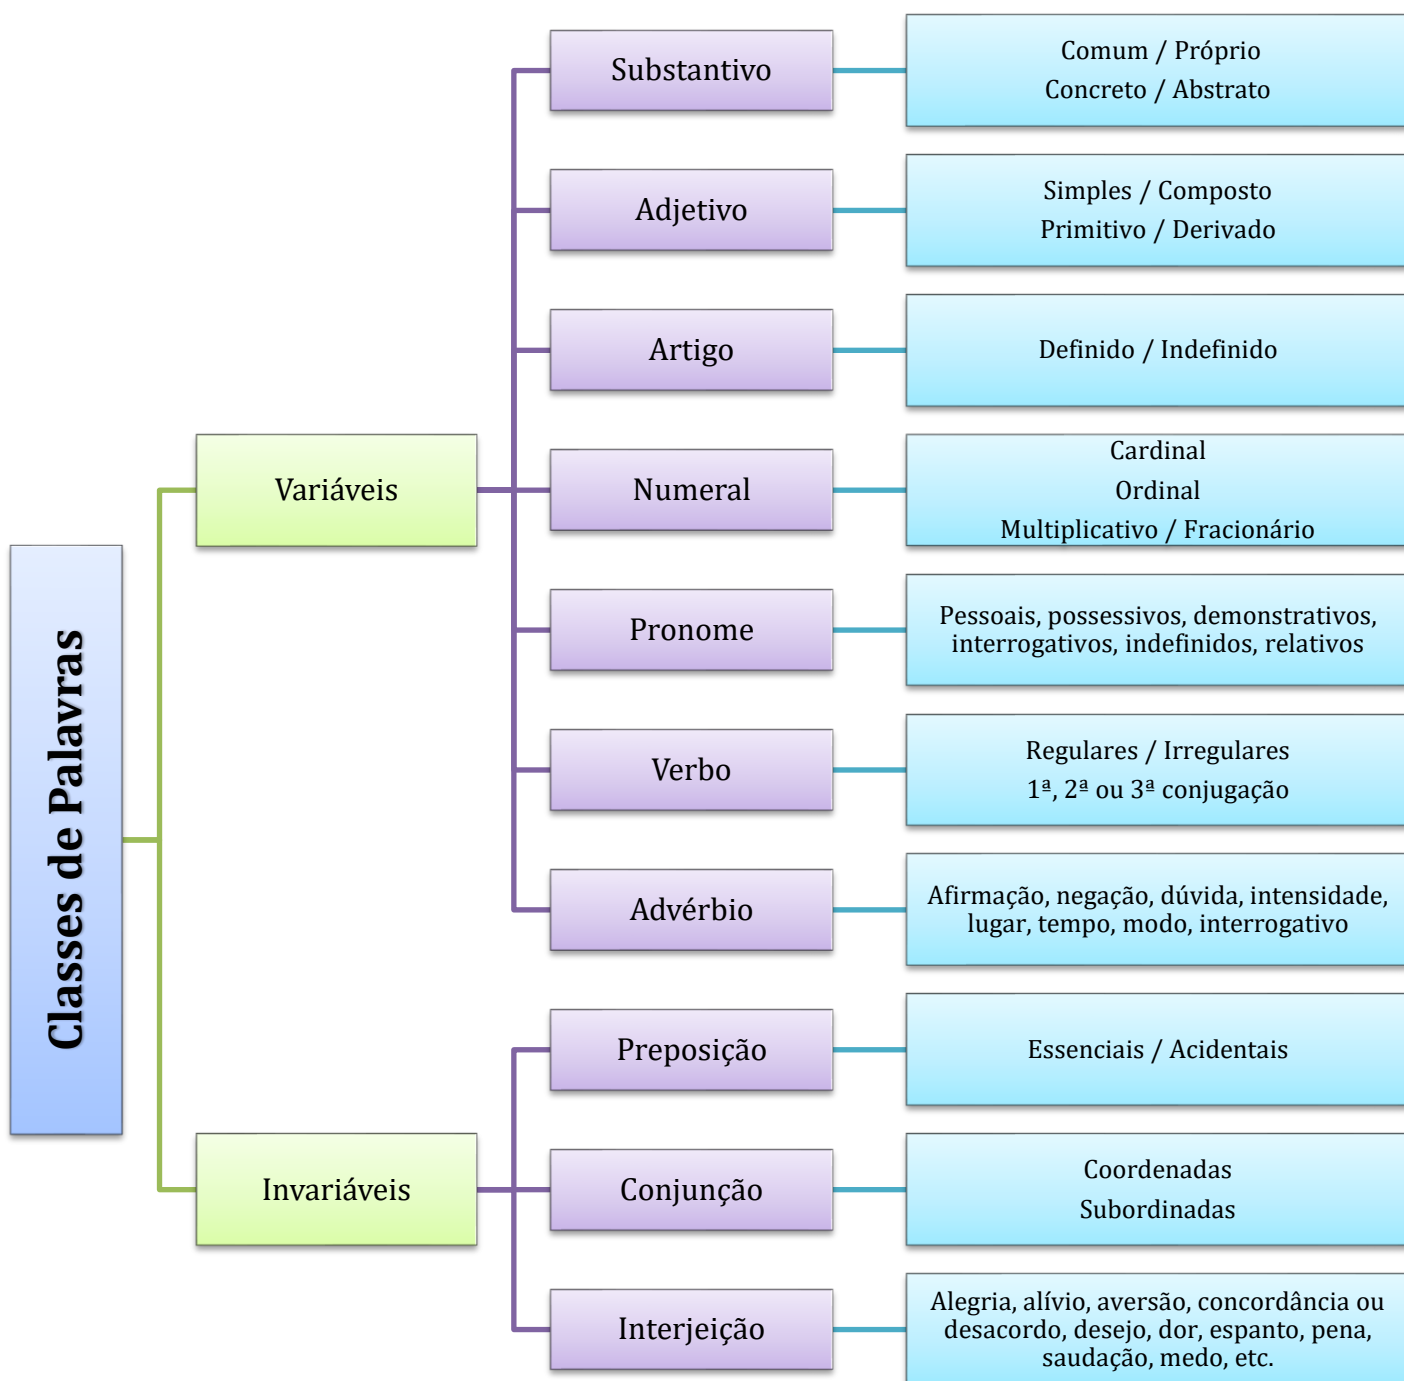 Classes de Palavras
Variáveis
Substantivo
Comum / Próprio
Concreto / Abstrato
Adjetivo
Simples / Composto
Primitivo / Derivado
Artigo
Definido / Indefinido
Numeral
Cardinal
Ordinal
Multiplicativo / Fracionário
Pronome
Pessoais, possessivos, demonstrativos,
interrogativos, indefinidos, relativos
Verbo
Regulares / Irregulares
1ª, 2ª ou 3ª conjugação
Advérbio
Afirmação, negação, dúvida, intensidade,
lugar, tempo, modo, interrogativo
Invariáveis
Preposição
Essenciais / Acidentais
Conjunção
Coordenadas
Subordinadas
Interjeição
Alegria, alívio, aversão, concordância ou
desacordo, desejo, dor, espanto, pena,
saudação, medo, etc.